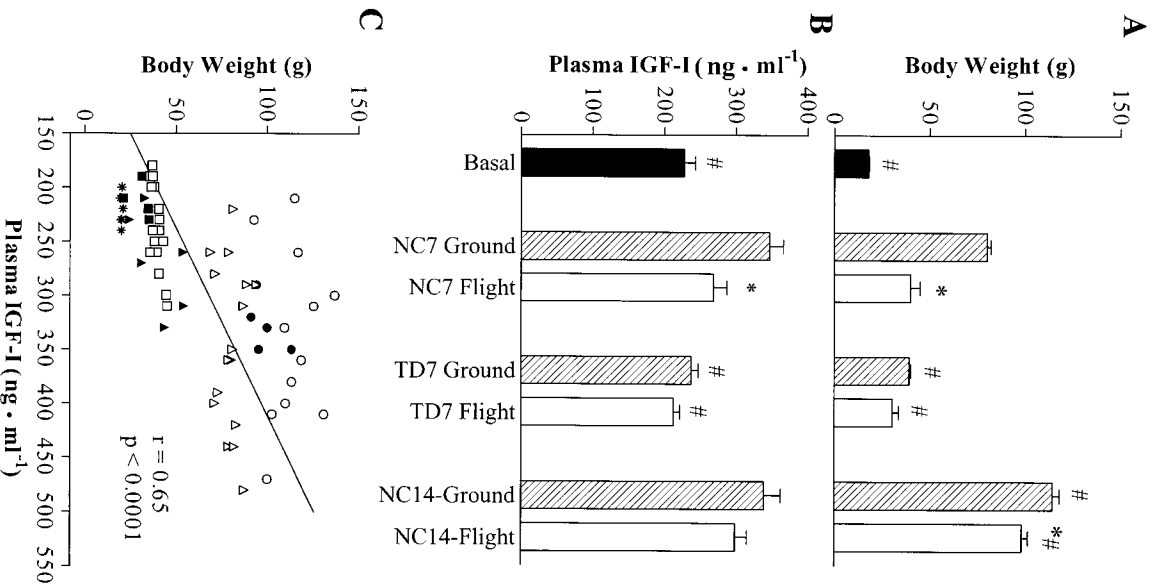 A
Body Weight (g)
0 50 100 150
#
*
#
#
#
*
#
B
Plasma IGF-I ( ng · ml⁻¹)
0 100 200 300 400
#
*
#
#
Basal
NC7 Ground
NC7 Flight
TD7 Ground
TD7 Flight
NC14-Ground
NC14-Flight
C
Body Weight (g)
0 50 100 150
150 200 250 300 350 400 450 500 550
r = 0.65
p < 0.0001
Plasma IGF-I ( ng · ml⁻¹)